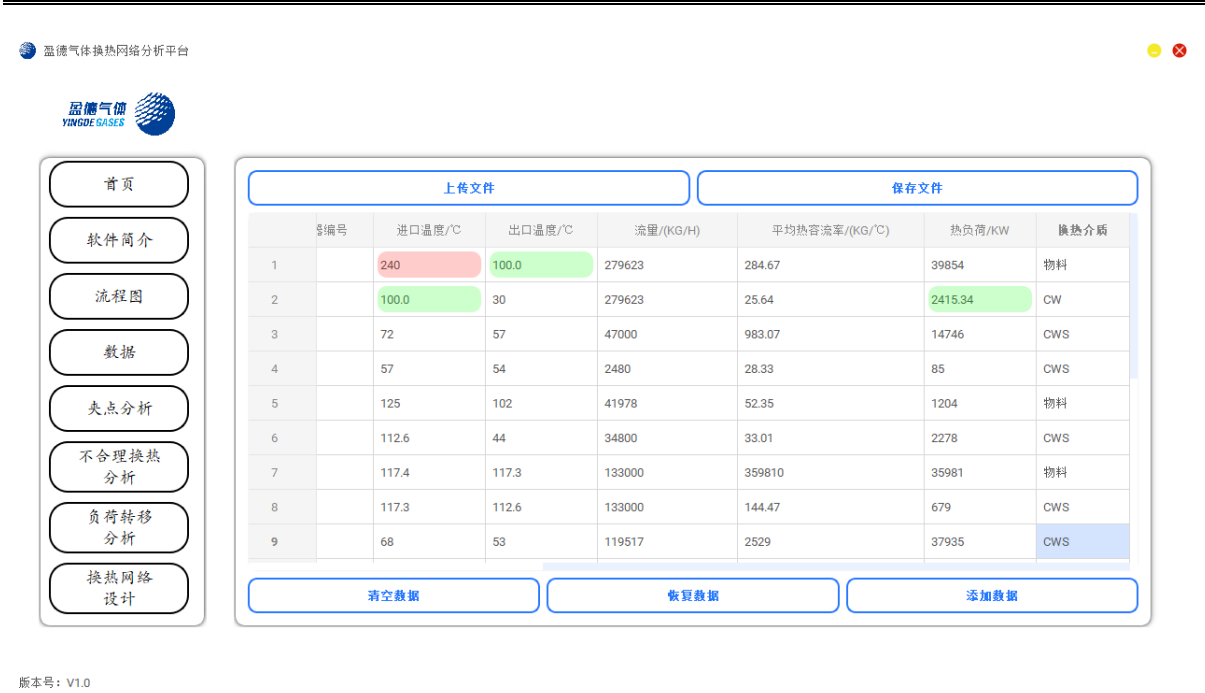 盈德气体换热网络分析平台
盈德气体
YINGDE GASES
首页
软件简介
流程图
数据
夹点分析
不合理换热
分析
负荷转移
分析
换热网络
设计
上传文件 保存文件
编号 进口温度/℃ 出口温度/℃ 流量/(KG/H) 平均热容流率/(KG/℃) 热负荷/KW 换热介质
1 240 100.0 279623 284.67 39854 物料
2 100.0 30 279623 25.64 2415.34 CW
3 72 57 47000 983.07 14746 CWS
4 57 54 2480 28.33 85 CWS
5 125 102 41978 52.35 1204 物料
6 112.6 44 34800 33.01 2278 CWS
7 117.4 117.3 133000 359810 35981 物料
8 117.3 112.6 133000 144.47 679 CWS
9 68 53 119517 2529 37935 CWS
清空数据 恢复数据 添加数据
版本号：V1.0